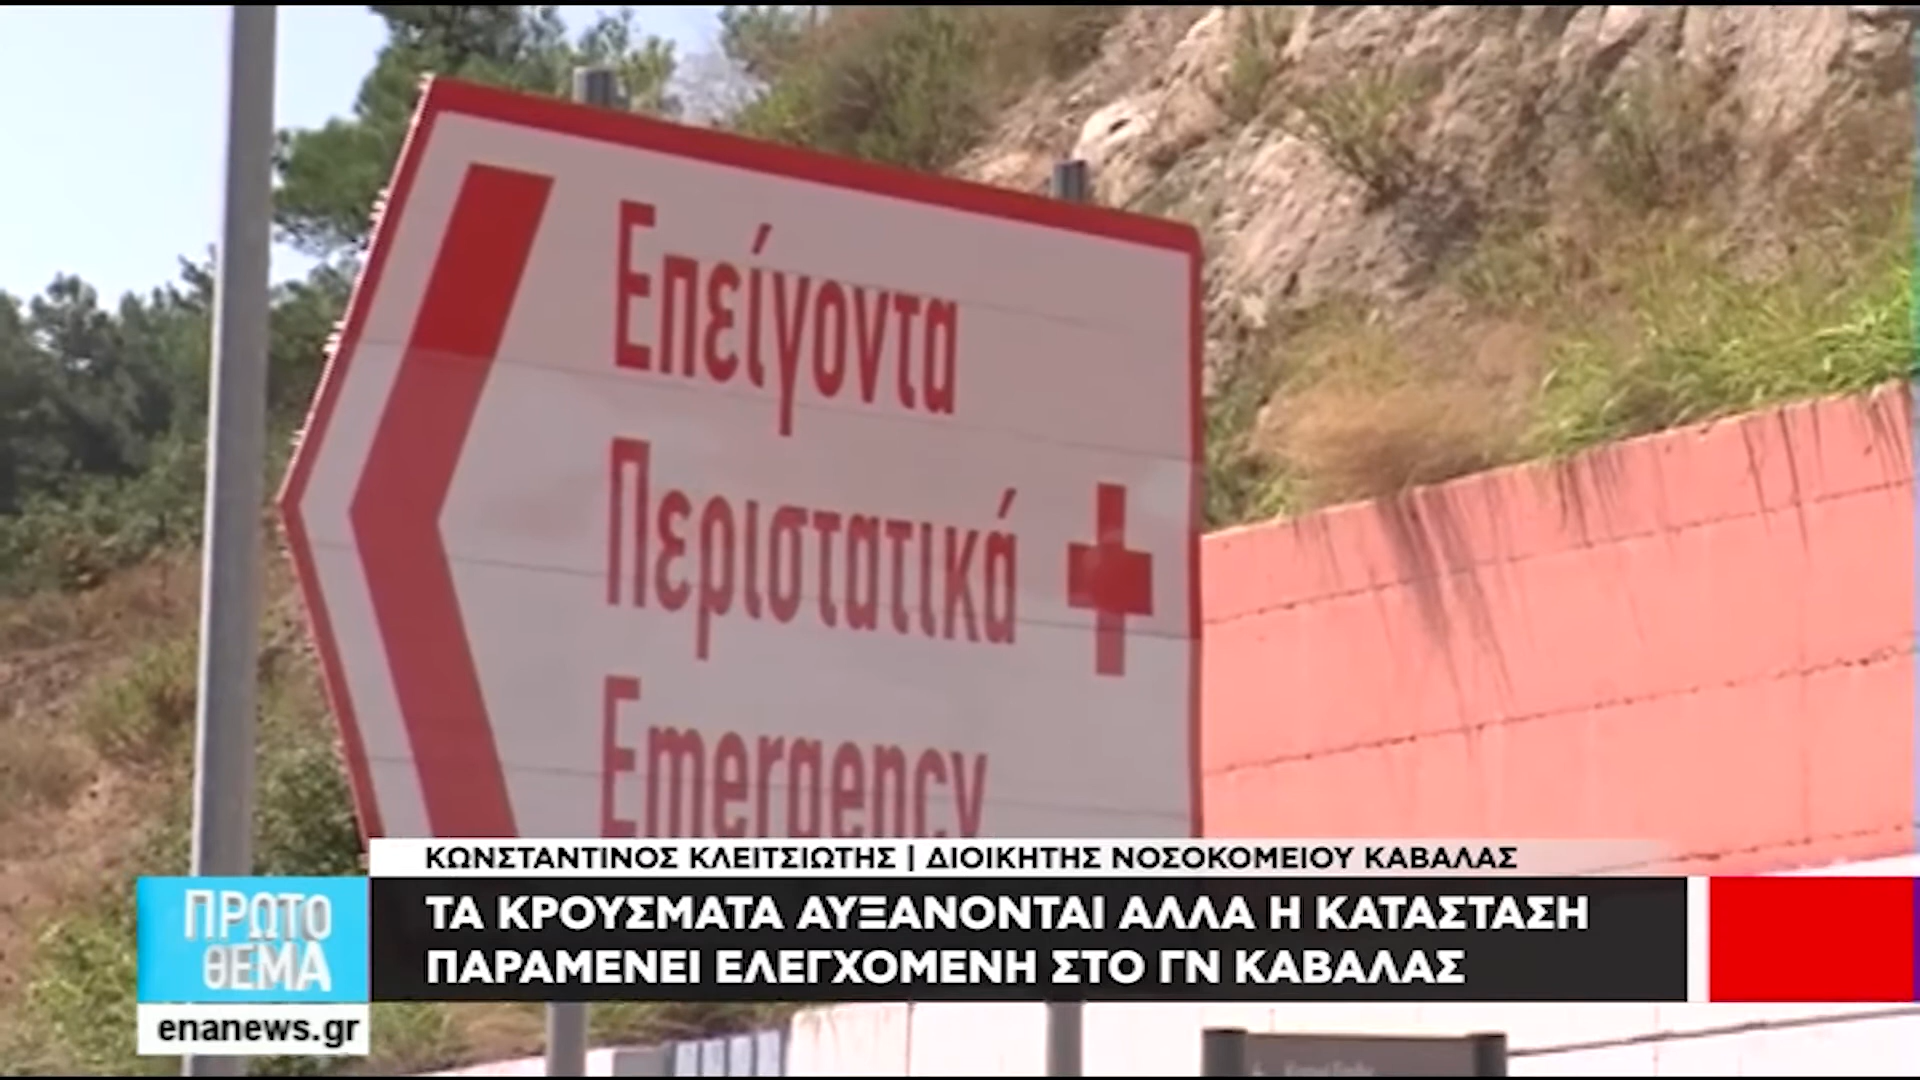 Επείγοντα
Περιστατικά
Emergency
ΚΩΝΣΤΑΝΤΙΝΟΣ ΚΛΕΙΤΣΙΩΤΗΣ | ΔΙΟΙΚΗΤΗΣ ΝΟΣΟΚΟΜΕΙΟΥ ΚΑΒΑΛΑΣ
ΠΡΩΤΟ
ΘΕΜΑ
ΤΑ ΚΡΟΥΣΜΑΤΑ ΑΥΞΑΝΟΝΤΑΙ ΑΛΛΑ Η ΚΑΤΑΣΤΑΣΗ
ΠΑΡΑΜΕΝΕΙ ΕΛΕΓΧΟΜΕΝΗ ΣΤΟ ΓΝ ΚΑΒΑΛΑΣ
enanews.gr